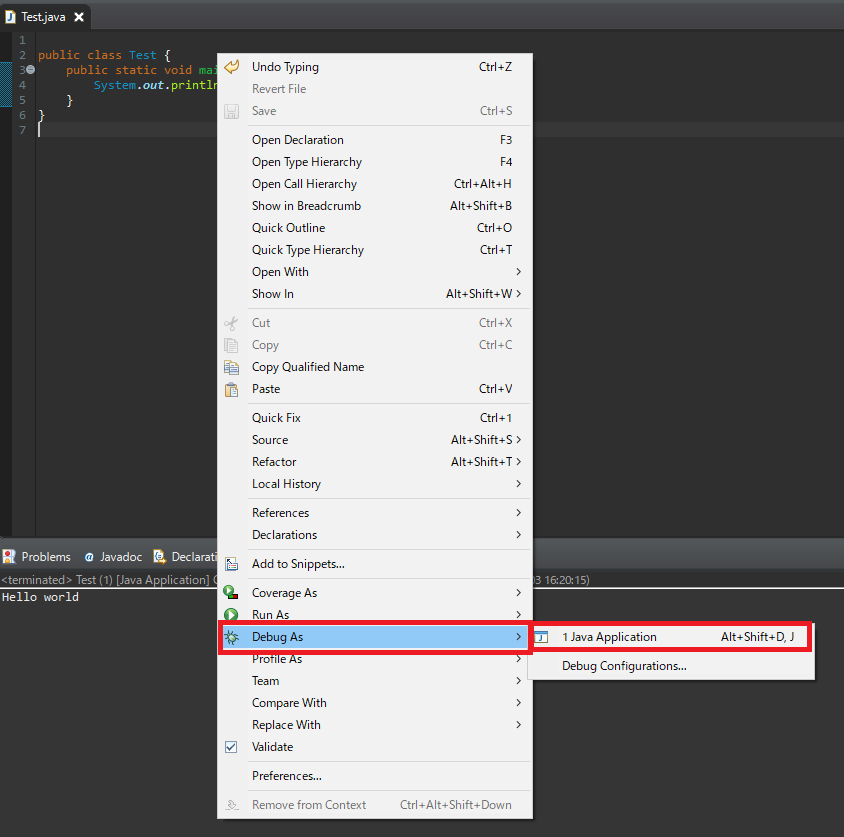 Test.java
1
2 public class Test {
3 public static void mai
4 System.out.println
5 }
6 }
7
Undo Typing Ctrl+Z
Revert File
Save Ctrl+S
Open Declaration F3
Open Type Hierarchy F4
Open Call Hierarchy Ctrl+Alt+H
Show in Breadcrumb Alt+Shift+B
Quick Outline Ctrl+O
Quick Type Hierarchy Ctrl+T
Open With
Show In Alt+Shift+W
Cut Ctrl+X
Copy Ctrl+C
Copy Qualified Name
Paste Ctrl+V
Quick Fix Ctrl+1
Source Alt+Shift+S
Refactor Alt+Shift+T
Local History
References
Declarations
Add to Snippets...
Coverage As
Run As
Debug As
Profile As
Team
Compare With
Replace With
Validate
Preferences...
Remove from Context Ctrl+Alt+Shift+Down
1 Java Application Alt+Shift+D, J
Debug Configurations...
Problems Javadoc Declarati
<terminated> Test (1) [Java Application] 03 16:20:15)
Hello world